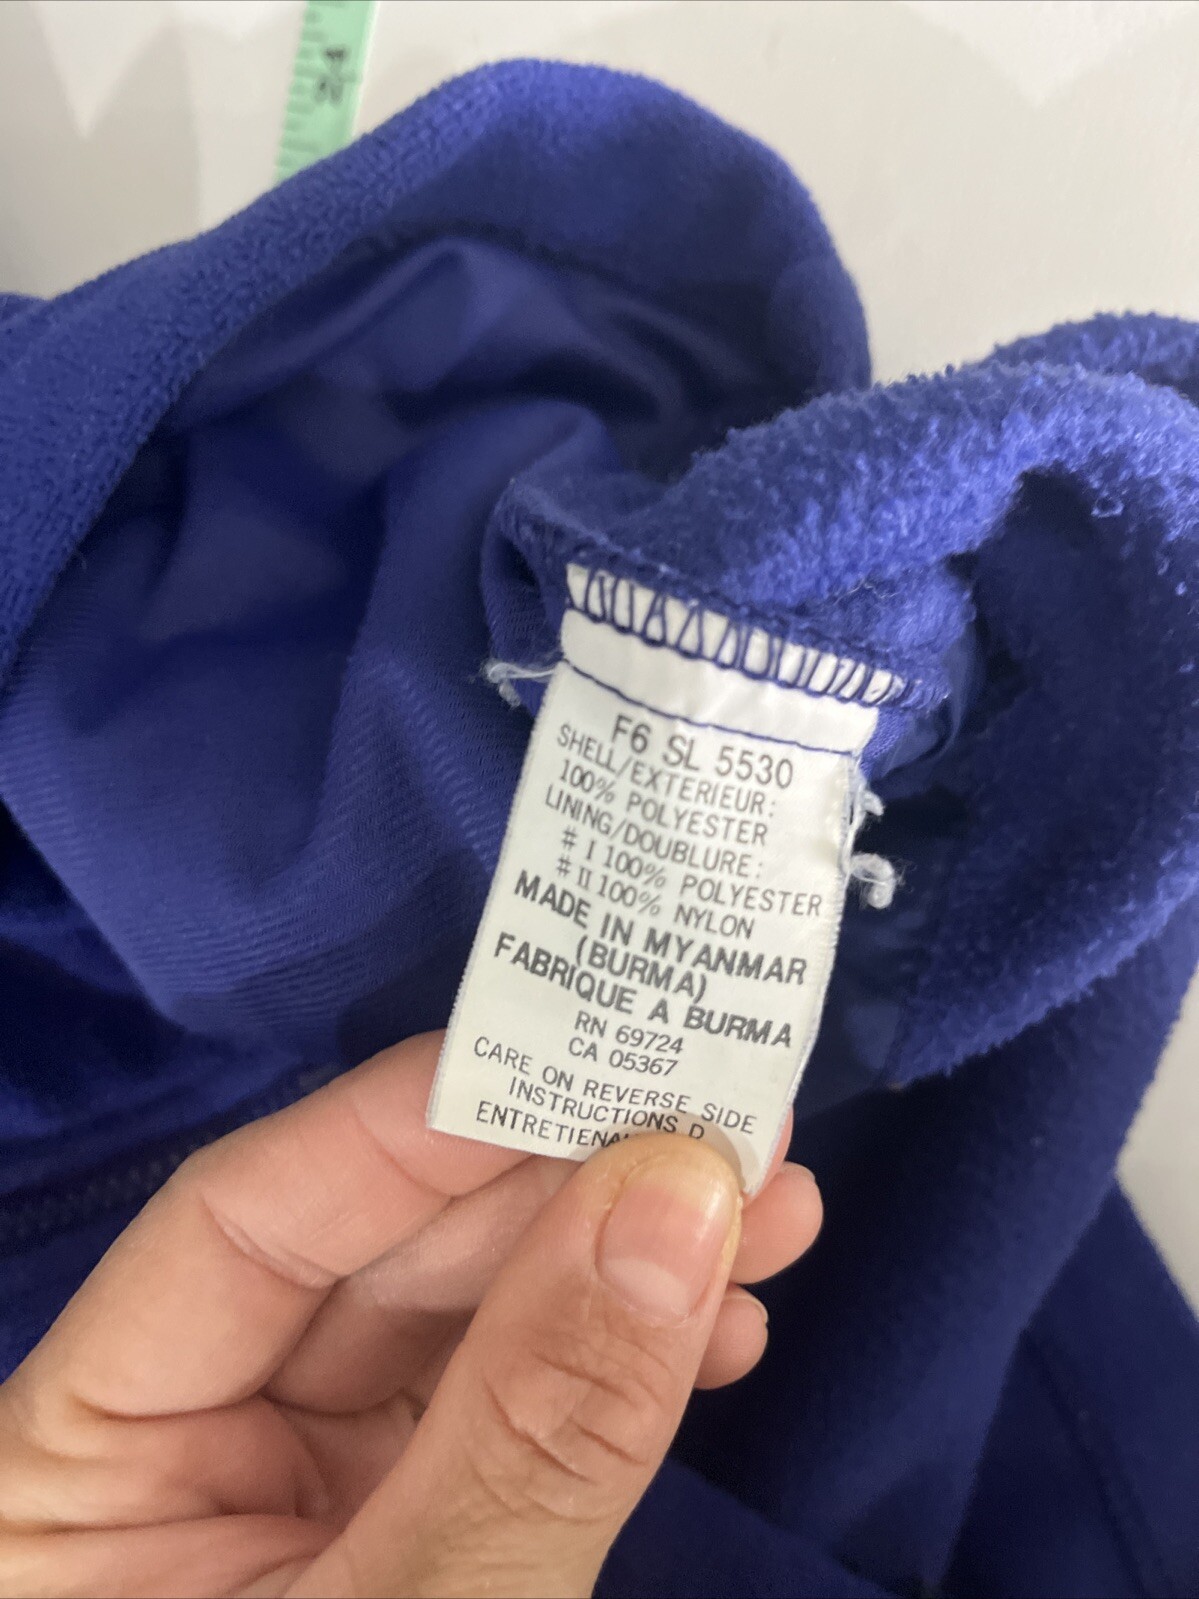 24
F6 SL 5530
SHELL/EXTERIEUR:
100% POLYESTER
LINING/DOUBLURE:
# I 100% POLYESTER
# II 100% NYLON
MADE IN MYANMAR
(BURMA)
FABRIQUE A BURMA
RN 69724
CA 05367
CARE ON REVERSE SIDE
INSTRUCTIONS D